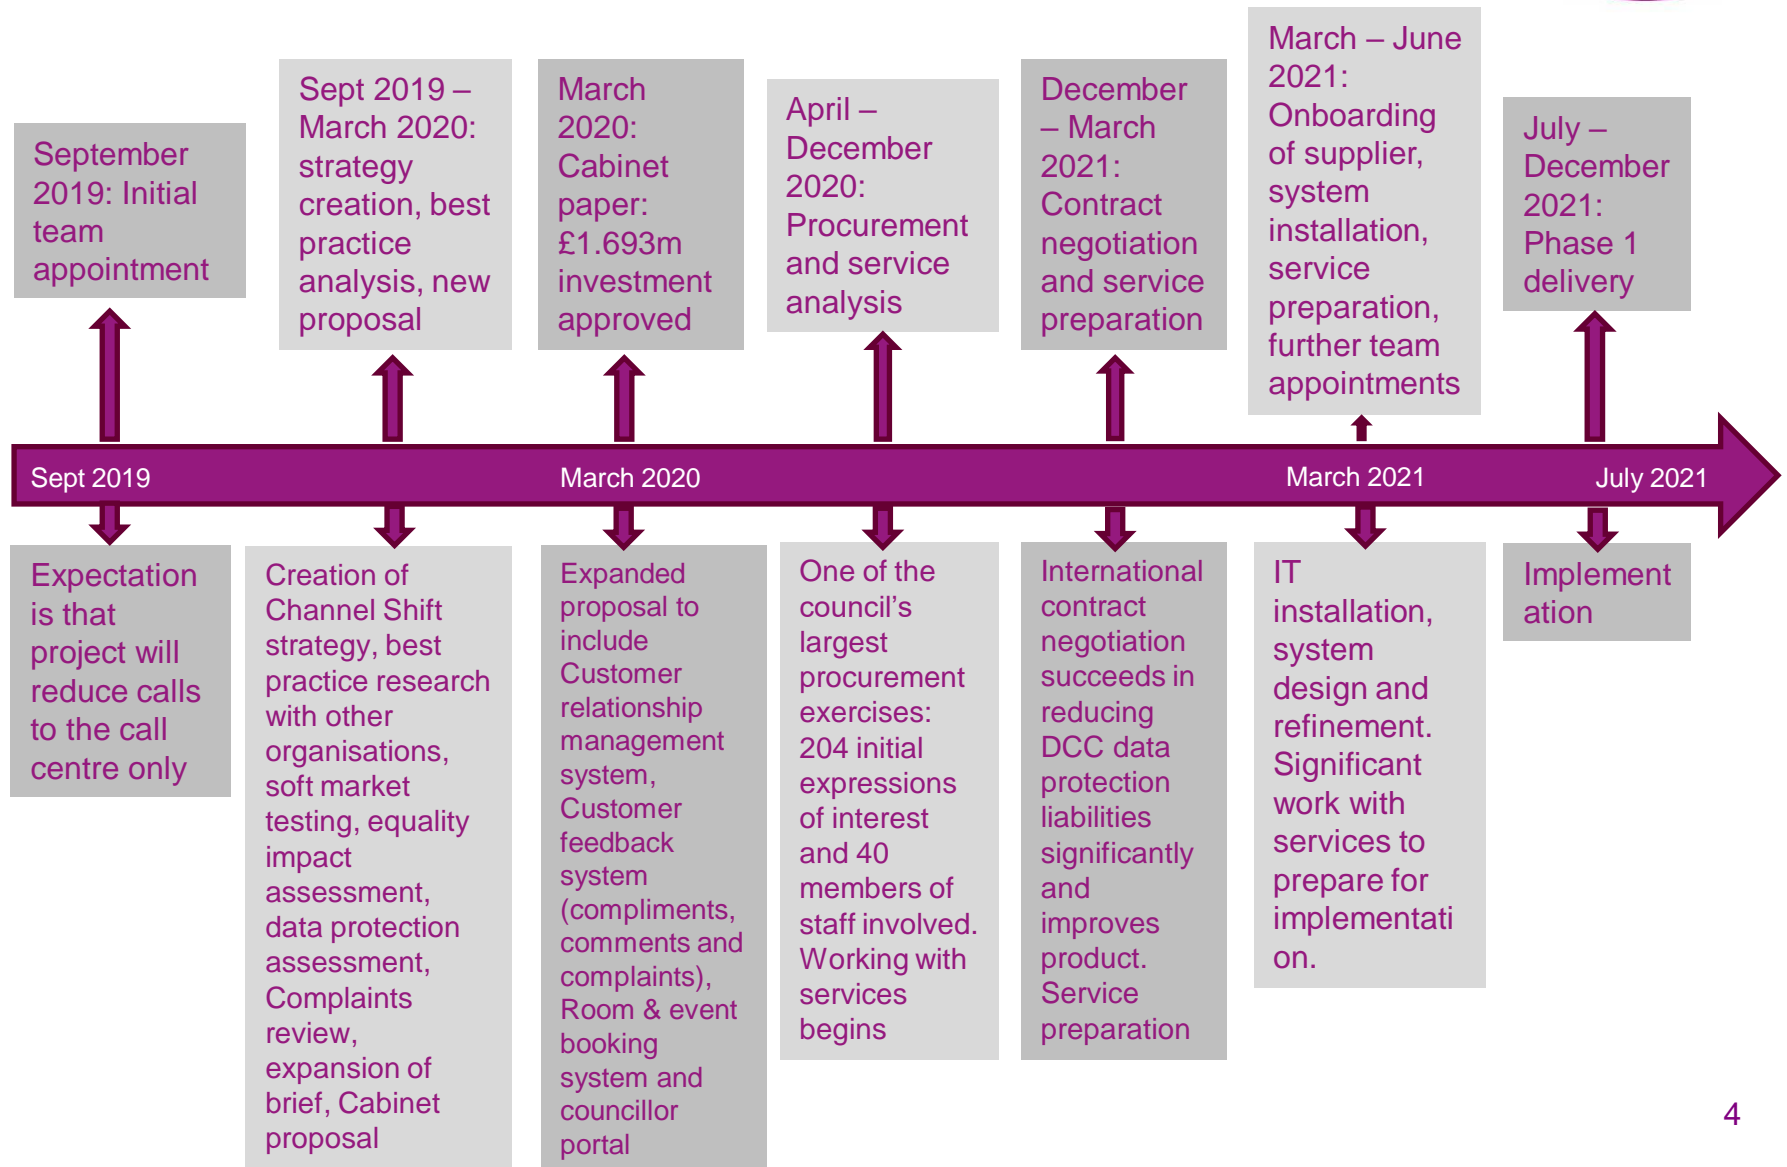 September
2019: Initial
team
appointment
Sept 2019 –
March 2020:
strategy
creation, best
practice
analysis, new
proposal
March
2020:
Cabinet
paper:
£1.693m
investment
approved
April –
December
2020:
Procurement
and service
analysis
December
– March
2021:
Contract
negotiation
and service
preparation
March – June
2021:
Onboarding
of supplier,
system
installation,
service
preparation,
further team
appointments
July –
December
2021:
Phase 1
delivery
Sept 2019
March 2020
March 2021
July 2021
Expectation
is that
project will
reduce calls
to the call
centre only
Creation of
Channel Shift
strategy, best
practice research
with other
organisations,
soft market
testing, equality
impact
assessment,
data protection
assessment,
Complaints
review,
expansion of
brief, Cabinet
proposal
Expanded
proposal to
include
Customer
relationship
management
system,
Customer
feedback
system
(compliments,
comments and
complaints),
Room & event
booking
system and
councillor
portal
One of the
council’s
largest
procurement
exercises:
204 initial
expressions
of interest
and 40
members of
staff involved.
Working with
services
begins
International
contract
negotiation
succeeds in
reducing
DCC data
protection
liabilities
significantly
and
improves
product.
Service
preparation
IT
installation,
system
design and
refinement.
Significant
work with
services to
prepare for
implementati
on.
Implement
ation
4